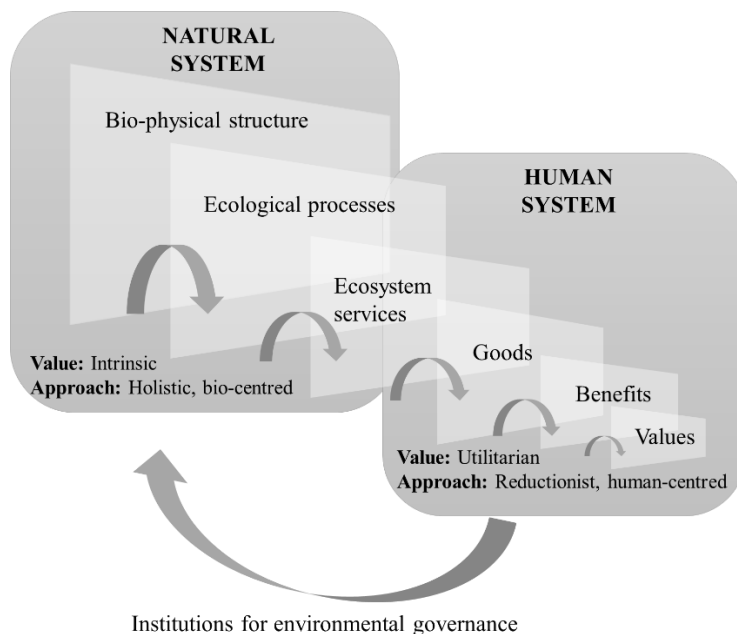 NATURAL
SYSTEM
Bio-physical structure
Ecological processes
Ecosystem
services
Value: Intrinsic
Approach: Holistic, bio-centred
HUMAN
SYSTEM
Goods
Benefits
Values
Value: Utilitarian
Approach: Reductionist, human-centred
Institutions for environmental governance